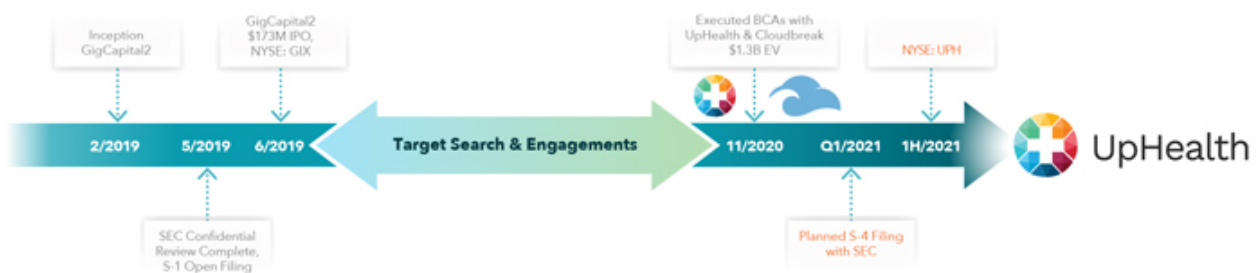 Inception
GigCapital2
GigCapital2
$173M IPO,
NYSE: GIX
Executed BCAs with
UpHealth & Cloudbreak
$1.3B EV
NYSE: UPH
2/2019
5/2019
6/2019
Target Search & Engagements
11/2020
Q1/2021
1H/2021
UpHealth
SEC Confidential
Review Complete,
S-1 Open Filing
Planned S-4 Filing
with SEC